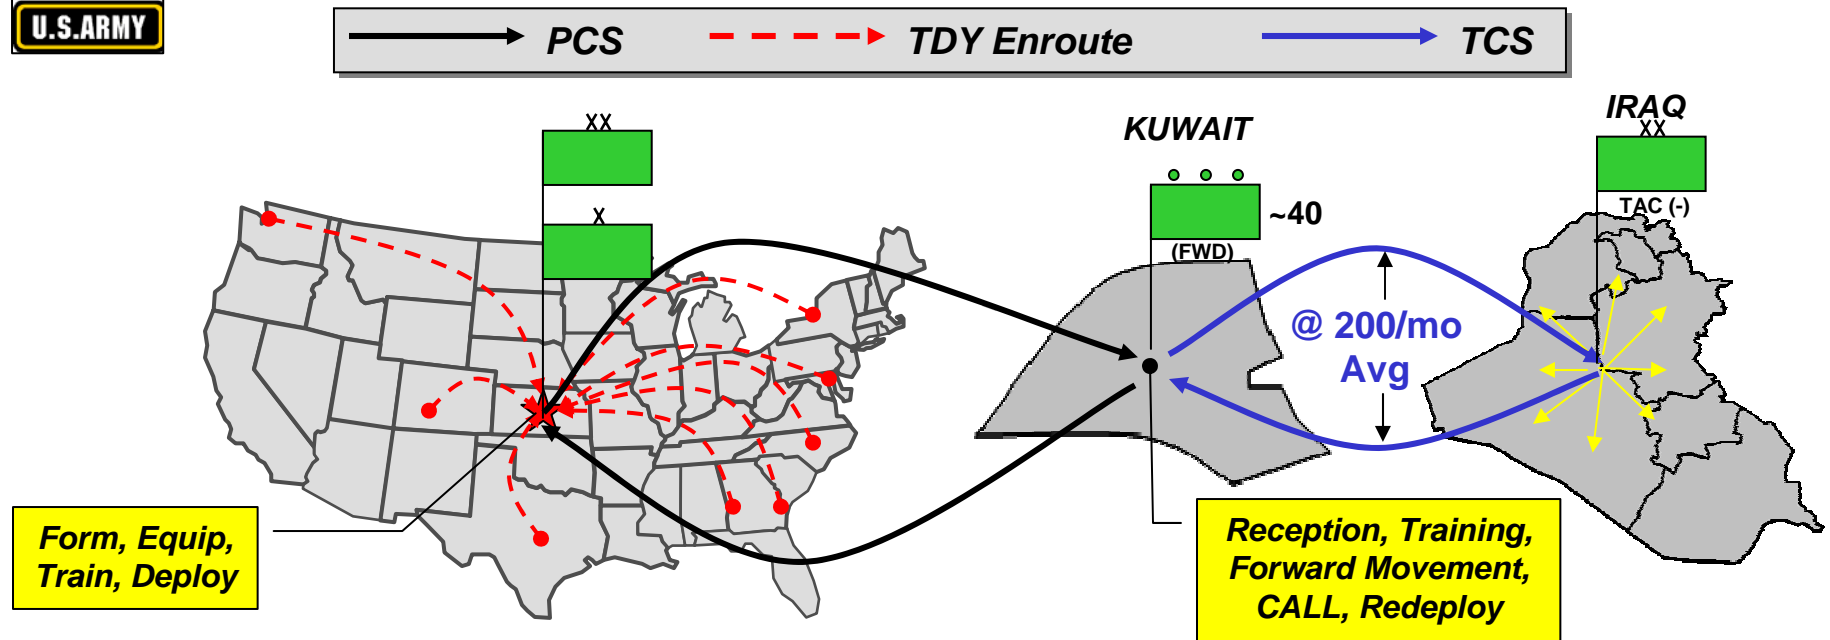 U.S.ARMY
PCS
TDY Enroute
TCS
XX
X
KUWAIT
~40
(FWD)
IRAQ
XX
TAC (-)
@ 200/mo
Avg
Form, Equip,
Train, Deploy
Reception, Training,
Forward Movement,
CALL, Redeploy